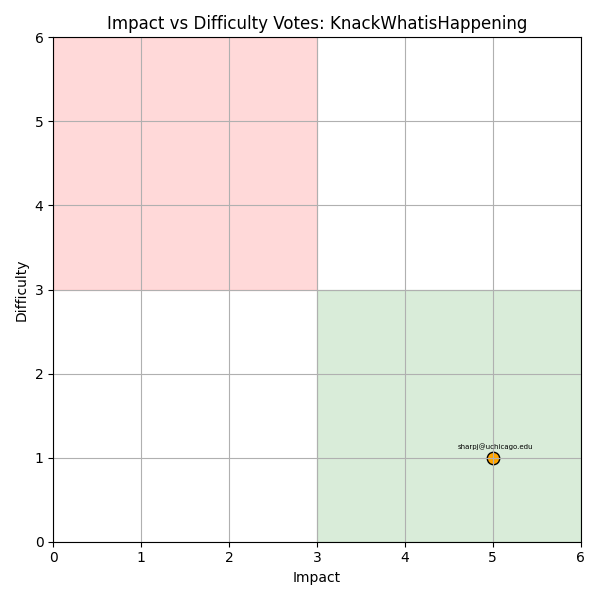 Impact vs Difficulty Votes: KnackWhatisHappening
6
5
4
3
2
1
0
Difficulty
sharpj@uchicago.edu
0 1 2 3 4 5 6
Impact